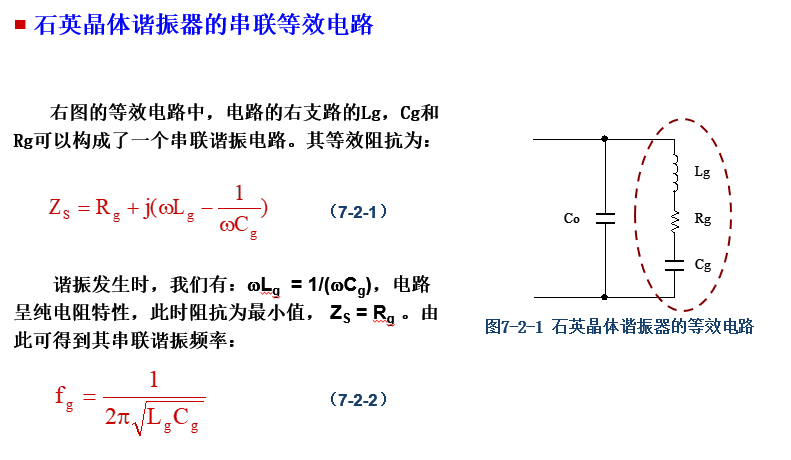 石英晶体谐振器的串联等效电路
右图的等效电路中，电路的右支路的Lg，Cg和
Rg可以构成了一个串联谐振电路。其等效阻抗为：
Z_S = R_g + j(ωL_g − 1/(ωC_g))
（7-2-1）
谐振发生时，我们有：ωLg = 1/(ωCg)，电路
呈纯电阻特性，此时阻抗为最小值， ZS = Rg 。由
此可得到其串联谐振频率：
f_g = 1/(2π√(L_gC_g))
（7-2-2）
Lg
Co
Rg
Cg
图7-2-1 石英晶体谐振器的等效电路